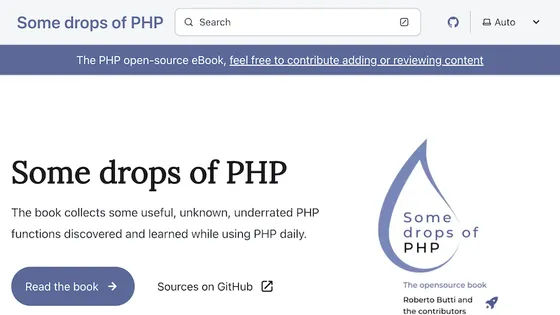 Some drops of PHP
Search
Auto
The PHP open-source eBook, feel free to contribute adding or reviewing content
Some drops of PHP
The book collects some useful, unknown, underrated PHP
functions discovered and learned while using PHP daily.
Read the book
Sources on GitHub
Some
drops of
PHP
The opensource book
Roberto Butti and
the contributors